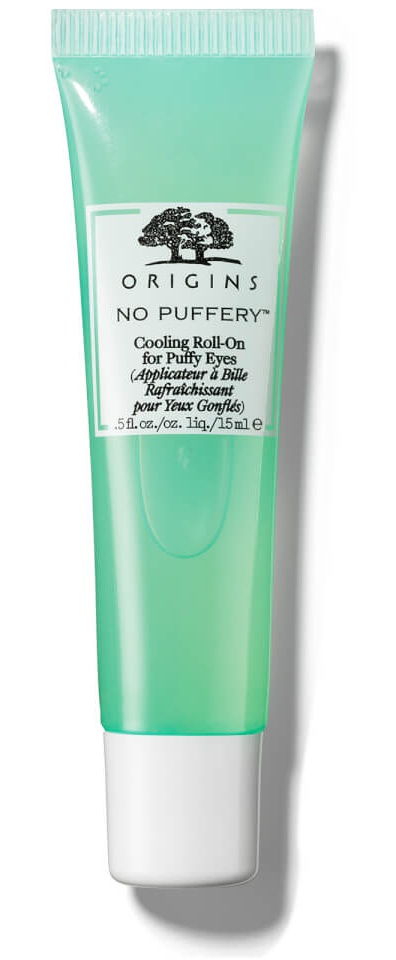 ORIGINS
NO PUFFERY™
Cooling Roll-On
for Puffy Eyes
(Applicateur à Bille
Rafraîchissant
pour Yeux Gonflés)
.5 fl. oz./oz. liq./15 ml ℮